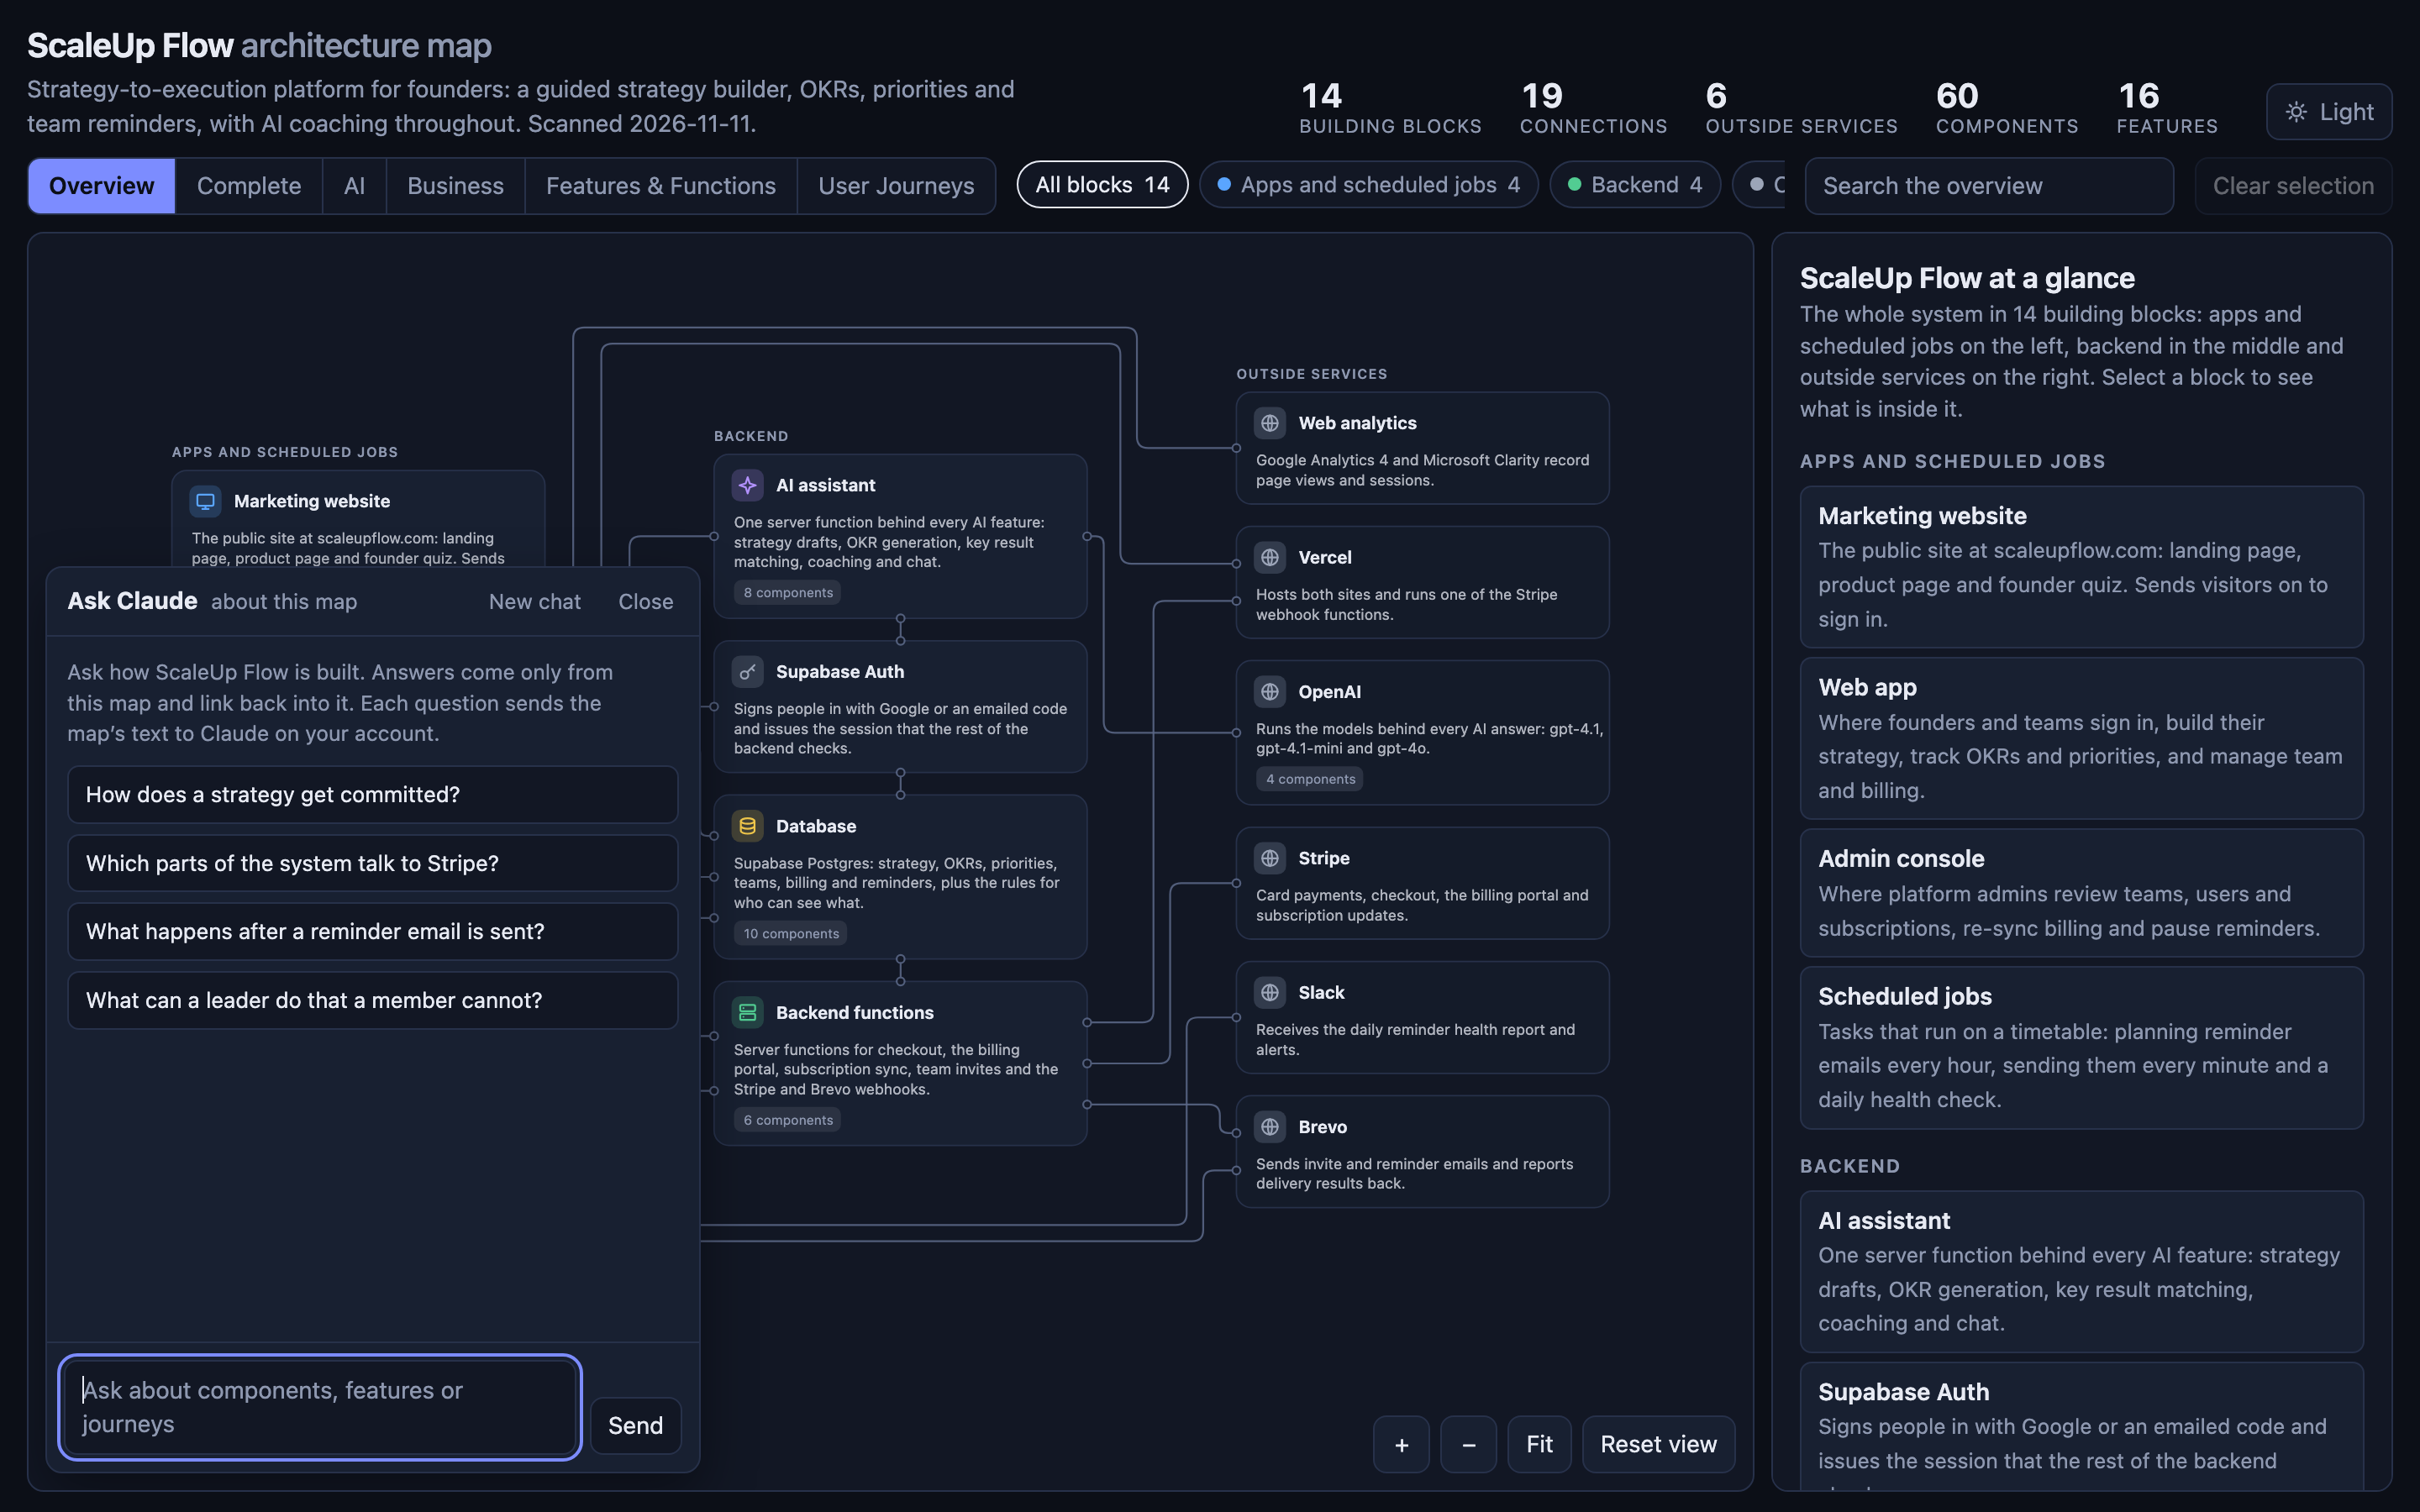 ScaleUp Flow architecture map
Strategy-to-execution platform for founders: a guided strategy builder, OKRs, priorities and
team reminders, with AI coaching throughout. Scanned 2026-11-11.
14
BUILDING BLOCKS
19
CONNECTIONS
6
OUTSIDE SERVICES
60
COMPONENTS
16
FEATURES
Light
Overview
Complete
AI
Business
Features & Functions
User Journeys
All blocks 14
Apps and scheduled jobs 4
Backend 4
Search the overview
Clear selection
APPS AND SCHEDULED JOBS
Marketing website
The public site at scaleupflow.com: landing
page, product page and founder quiz. Sends
Ask Claude about this map
New chat
Close
Ask how ScaleUp Flow is built. Answers come only from
this map and link back into it. Each question sends the
map’s text to Claude on your account.
How does a strategy get committed?
Which parts of the system talk to Stripe?
What happens after a reminder email is sent?
What can a leader do that a member cannot?
Ask about components, features or
journeys
Send
BACKEND
AI assistant
One server function behind every AI feature:
strategy drafts, OKR generation, key result
matching, coaching and chat.
8 components
Supabase Auth
Signs people in with Google or an emailed code
and issues the session that the rest of the
backend checks.
Database
Supabase Postgres: strategy, OKRs, priorities,
teams, billing and reminders, plus the rules for
who can see what.
10 components
Backend functions
Server functions for checkout, the billing
portal, subscription sync, team invites and the
Stripe and Brevo webhooks.
6 components
OUTSIDE SERVICES
Web analytics
Google Analytics 4 and Microsoft Clarity record
page views and sessions.
Vercel
Hosts both sites and runs one of the Stripe
webhook functions.
OpenAI
Runs the models behind every AI answer: gpt-4.1,
gpt-4.1-mini and gpt-4o.
4 components
Stripe
Card payments, checkout, the billing portal and
subscription updates.
Slack
Receives the daily reminder health report and
alerts.
Brevo
Sends invite and reminder emails and reports
delivery results back.
+
−
Fit
Reset view
ScaleUp Flow at a glance
The whole system in 14 building blocks: apps and
scheduled jobs on the left, backend in the middle and
outside services on the right. Select a block to see
what is inside it.
APPS AND SCHEDULED JOBS
Marketing website
The public site at scaleupflow.com: landing page,
product page and founder quiz. Sends visitors on to
sign in.
Web app
Where founders and teams sign in, build their
strategy, track OKRs and priorities, and manage team
and billing.
Admin console
Where platform admins review teams, users and
subscriptions, re-sync billing and pause reminders.
Scheduled jobs
Tasks that run on a timetable: planning reminder
emails every hour, sending them every minute and a
daily health check.
BACKEND
AI assistant
One server function behind every AI feature: strategy
drafts, OKR generation, key result matching,
coaching and chat.
Supabase Auth
Signs people in with Google or an emailed code and
issues the session that the rest of the backend